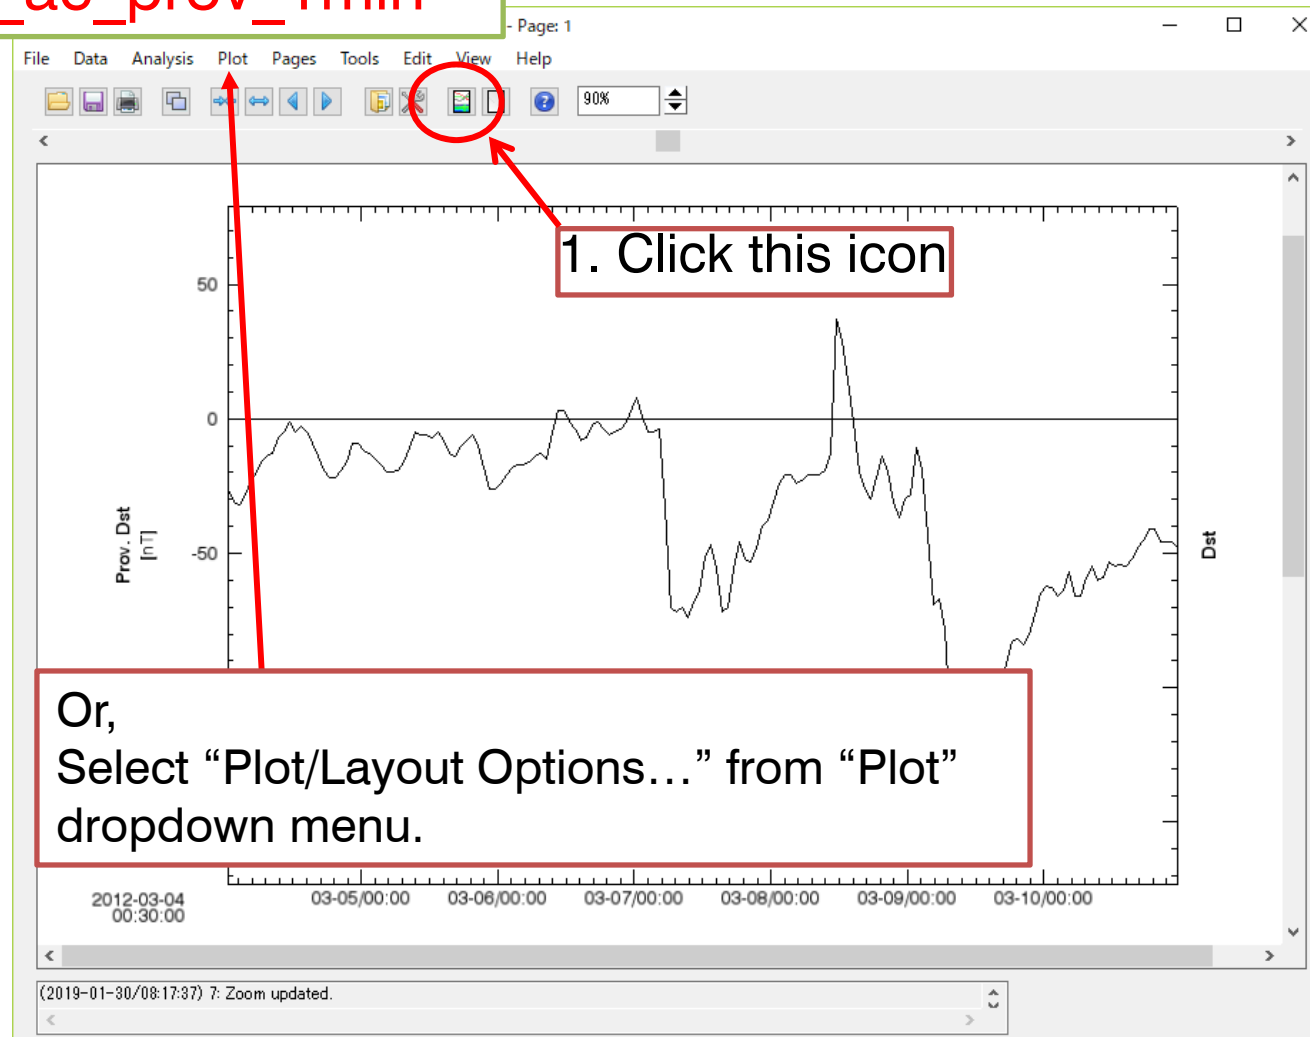 _ae_prov_1min
- Page: 1
File Data Analysis Plot Pages Tools Edit View Help
90%
1. Click this icon
50
0
-50
Prov. Dst
[nT]
Dst
Or,
Select “Plot/Layout Options…” from “Plot”
dropdown menu.
2012-03-04
00:30:00
03-05/00:00 03-06/00:00 03-07/00:00 03-08/00:00 03-09/00:00 03-10/00:00
(2019-01-30/08:17:37) 7: Zoom updated.